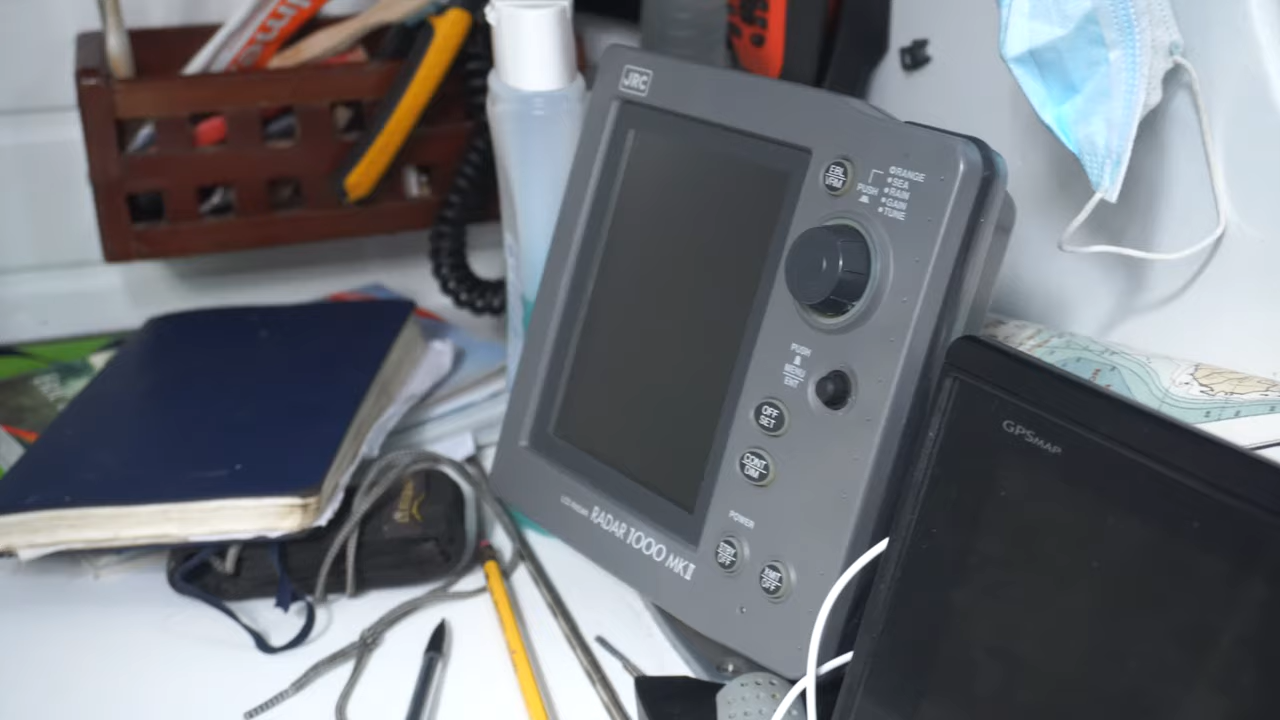 JRC
EBL
VRM
PUSH
RANGE
SEA
RAIN
GAIN
TUNE
PUSH
MENU
ENT
OFF
SET
CONT
DIM
POWER
STBY
OFF
XMIT
OFF
RADAR 1000 MKII
GPSMAP